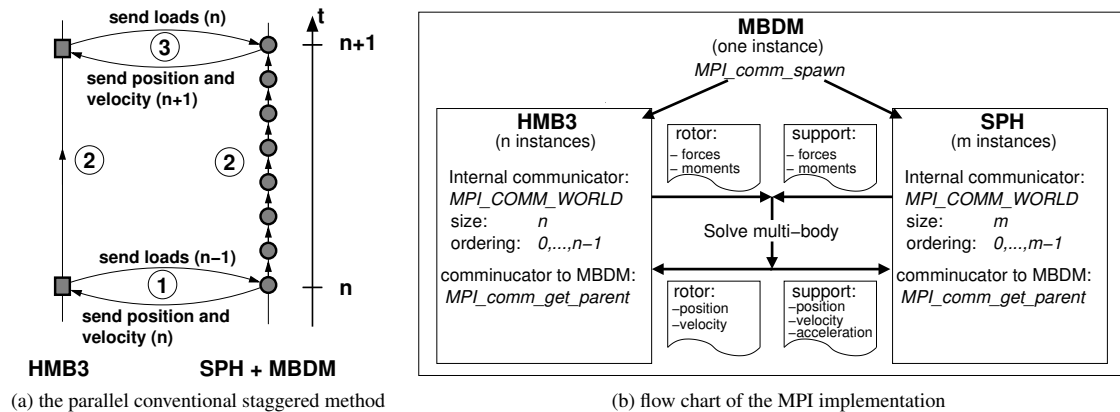 send loads (n)
3
send position and
velocity (n+1)
2
2
send loads (n−1)
1
send position and
velocity (n)
t
n+1
n
HMB3
SPH + MBDM
(a) the parallel conventional staggered method
MBDM
(one instance)
MPI_comm_spawn
HMB3
(n instances)
Internal communicator:
MPI_COMM_WORLD
size: n
ordering: 0,...,n−1
comminucator to MBDM:
MPI_comm_get_parent
rotor:
− forces
− moments
support:
− forces
− moments
Solve multi−body
rotor:
−position
−velocity
support:
−position
−velocity
−acceleration
SPH
(m instances)
Internal communicator:
MPI_COMM_WORLD
size: m
ordering: 0,...,m−1
comminucator to MBDM:
MPI_comm_get_parent
(b) flow chart of the MPI implementation